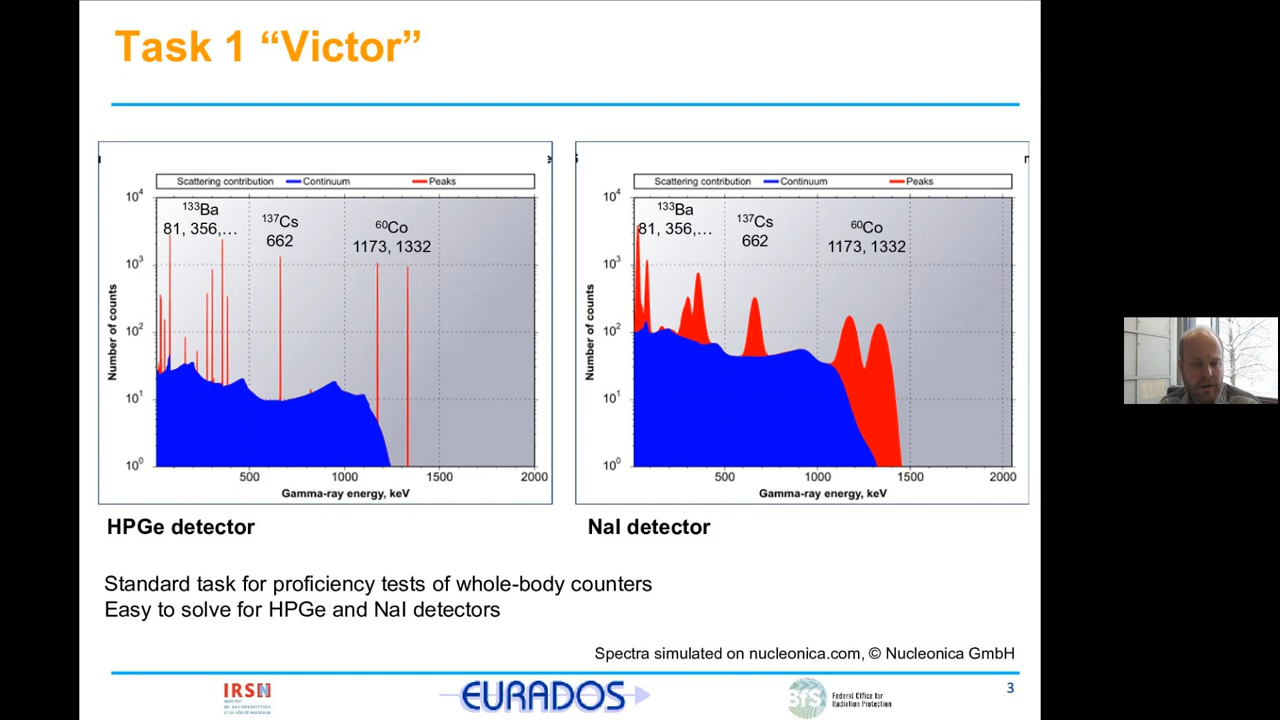 Task 1 “Victor”
Scattering contribution Continuum Peaks
10⁴
10³
10²
10¹
10⁰
Number of counts
¹³³Ba
81, 356,…
¹³⁷Cs
662
⁶⁰Co
1173, 1332
500 1000 1500 2000
Gamma-ray energy, keV
HPGe detector
Scattering contribution Continuum Peaks
10⁴
10³
10²
10¹
10⁰
Number of counts
¹³³Ba
81, 356,…
¹³⁷Cs
662
⁶⁰Co
1173, 1332
500 1000 1500 2000
Gamma-ray energy, keV
NaI detector
Standard task for proficiency tests of whole-body counters
Easy to solve for HPGe and NaI detectors
Spectra simulated on nucleonica.com, © Nucleonica GmbH
IRSN
EURADOS
BfS
Federal Office for
Radiation Protection
3